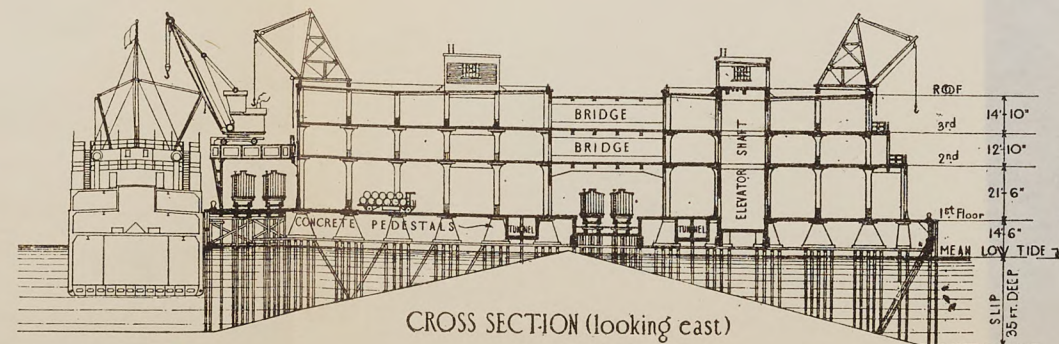 ROOF
14'-10"
BRIDGE
3rd
12'-10"
BRIDGE
2nd
ELEVATOR SHAFT
21'-6"
1st Floor
CONCRETE PEDESTALS
TUNNEL
TUNNEL
14'6"
MEAN LOW TIDE
SLIP
35 FT. DEEP
CROSS SECTION (looking east)